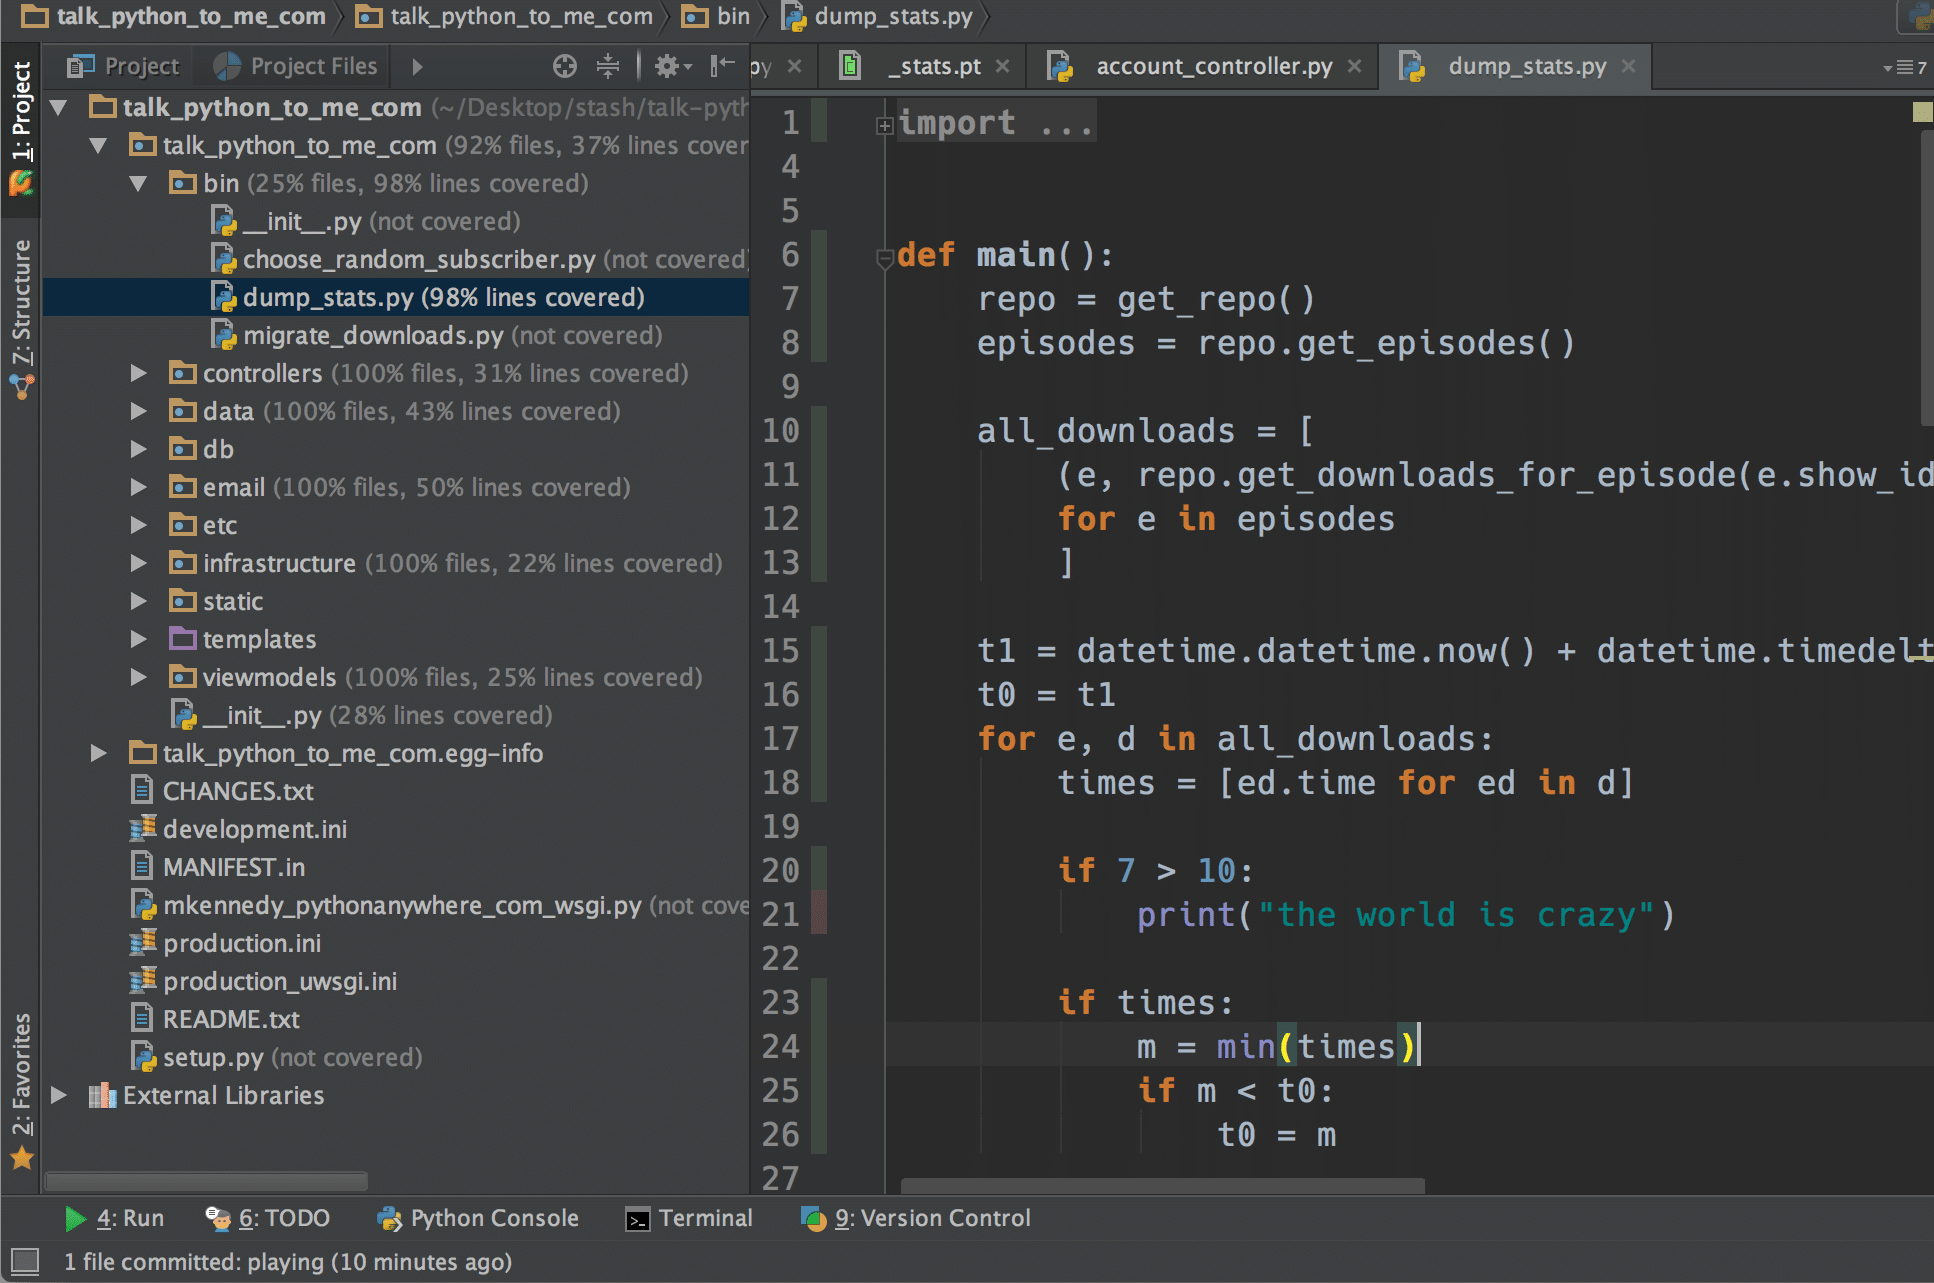 talk_python_to_me_com talk_python_to_me_com bin dump_stats.py
1: Project
7: Structure
2: Favorites
Project Project Files
talk_python_to_me_com (~/Desktop/stash/talk-pyth
talk_python_to_me_com (92% files, 37% lines cover
bin (25% files, 98% lines covered)
__init__.py (not covered)
choose_random_subscriber.py (not covered)
dump_stats.py (98% lines covered)
migrate_downloads.py (not covered)
controllers (100% files, 31% lines covered)
data (100% files, 43% lines covered)
db
email (100% files, 50% lines covered)
etc
infrastructure (100% files, 22% lines covered)
static
templates
viewmodels (100% files, 25% lines covered)
__init__.py (28% lines covered)
talk_python_to_me_com.egg-info
CHANGES.txt
development.ini
MANIFEST.in
mkennedy_pythonanywhere_com_wsgi.py (not cove
production.ini
production_uwsgi.ini
README.txt
setup.py (not covered)
External Libraries
py _stats.pt account_controller.py dump_stats.py 7
1 import ...
4
5
6 def main():
7 repo = get_repo()
8 episodes = repo.get_episodes()
9
10 all_downloads = [
11 (e, repo.get_downloads_for_episode(e.show_id
12 for e in episodes
13 ]
14
15 t1 = datetime.datetime.now() + datetime.timedelt
16 t0 = t1
17 for e, d in all_downloads:
18 times = [ed.time for ed in d]
19
20 if 7 > 10:
21 print("the world is crazy")
22
23 if times:
24 m = min(times)
25 if m < t0:
26 t0 = m
27
4: Run 6: TODO Python Console Terminal 9: Version Control
1 file committed: playing (10 minutes ago)